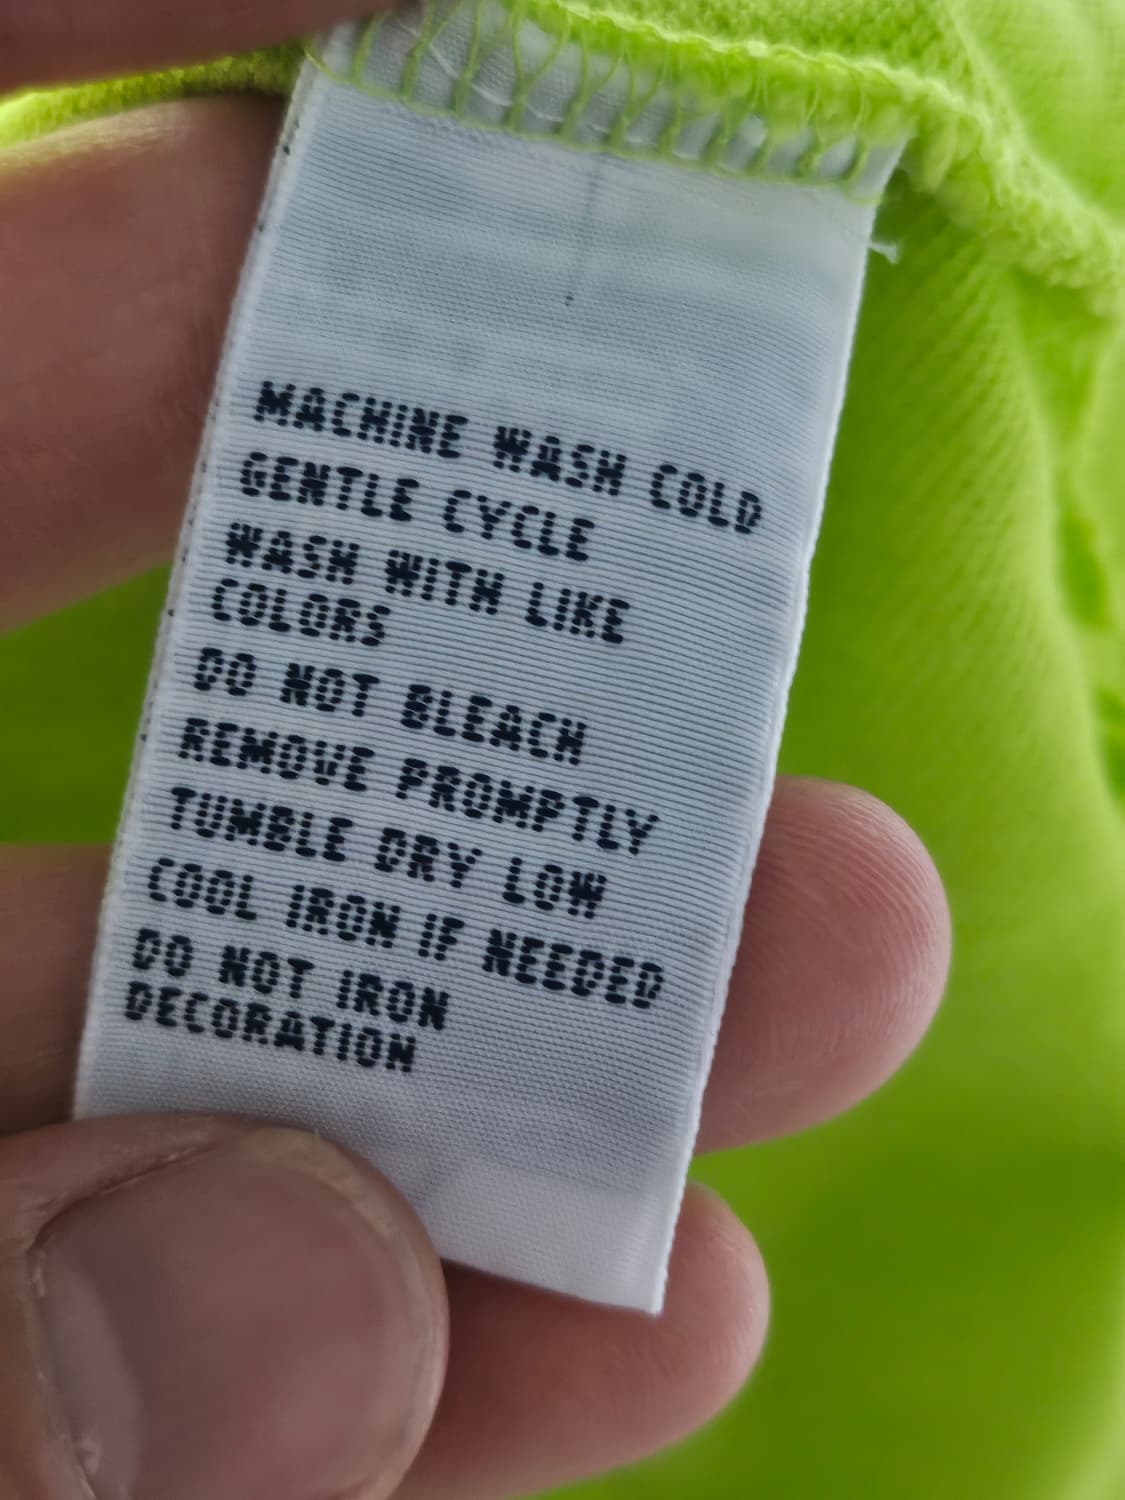 MACHINE WASH COLD
GENTLE CYCLE
WASH WITH LIKE
COLORS
DO NOT BLEACH
REMOVE PROMPTLY
TUMBLE DRY LOW
COOL IRON IF NEEDED
DO NOT IRON
DECORATION